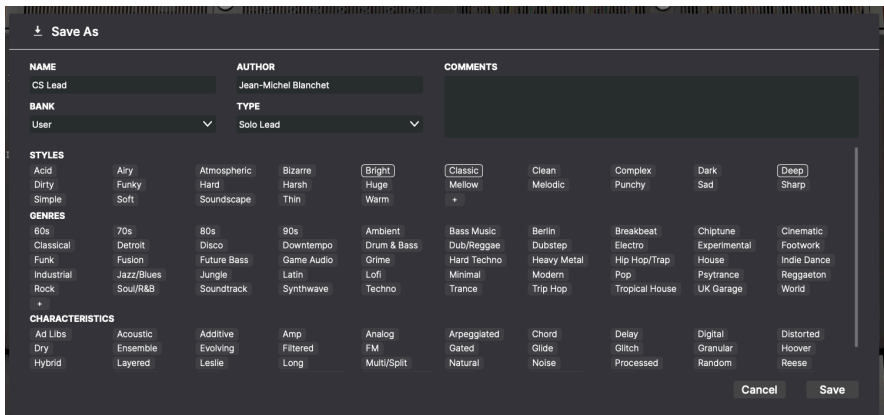 Save As
NAME AUTHOR COMMENTS
CS Lead Jean-Michel Blanchet
BANK TYPE
User Solo Lead
STYLES
Acid Airy Atmospheric Bizarre Bright Classic Clean Complex Dark Deep
Dirty Funky Hard Harsh Huge Mellow Melodic Punchy Sad Sharp
Simple Soft Soundscape Thin Warm +
GENRES
60s 70s 80s 90s Ambient Bass Music Berlin Breakbeat Chiptune Cinematic
Classical Detroit Disco Downtempo Drum & Bass Dub/Reggae Dubstep Electro Experimental Footwork
Funk Fusion Future Bass Game Audio Grime Hard Techno Heavy Metal Hip Hop/Trap House Indie Dance
Industrial Jazz/Blues Jungle Latin Lofi Minimal Modern Pop Psytrance Reggaeton
Rock Soul/R&B Soundtrack Synthwave Techno Trance Trip Hop Tropical House UK Garage World
+
CHARACTERISTICS
Ad Libs Acoustic Additive Amp Analog Arpeggiated Chord Delay Digital Distorted
Dry Ensemble Evolving Filtered FM Gated Glide Glitch Granular Hoover
Hybrid Layered Leslie Long Multi/Split Natural Noise Processed Random Reese
Cancel Save